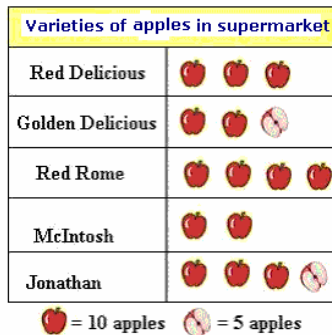 Varieties of apples in supermarket
Red Delicious
Golden Delicious
Red Rome
McIntosh
Jonathan
= 10 apples = 5 apples